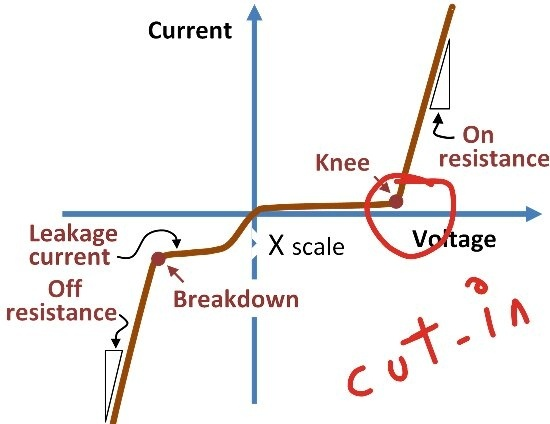 Current
On
resistance
Knee
Voltage
Leakage
current
X scale
Off
resistance
Breakdown
cut-in